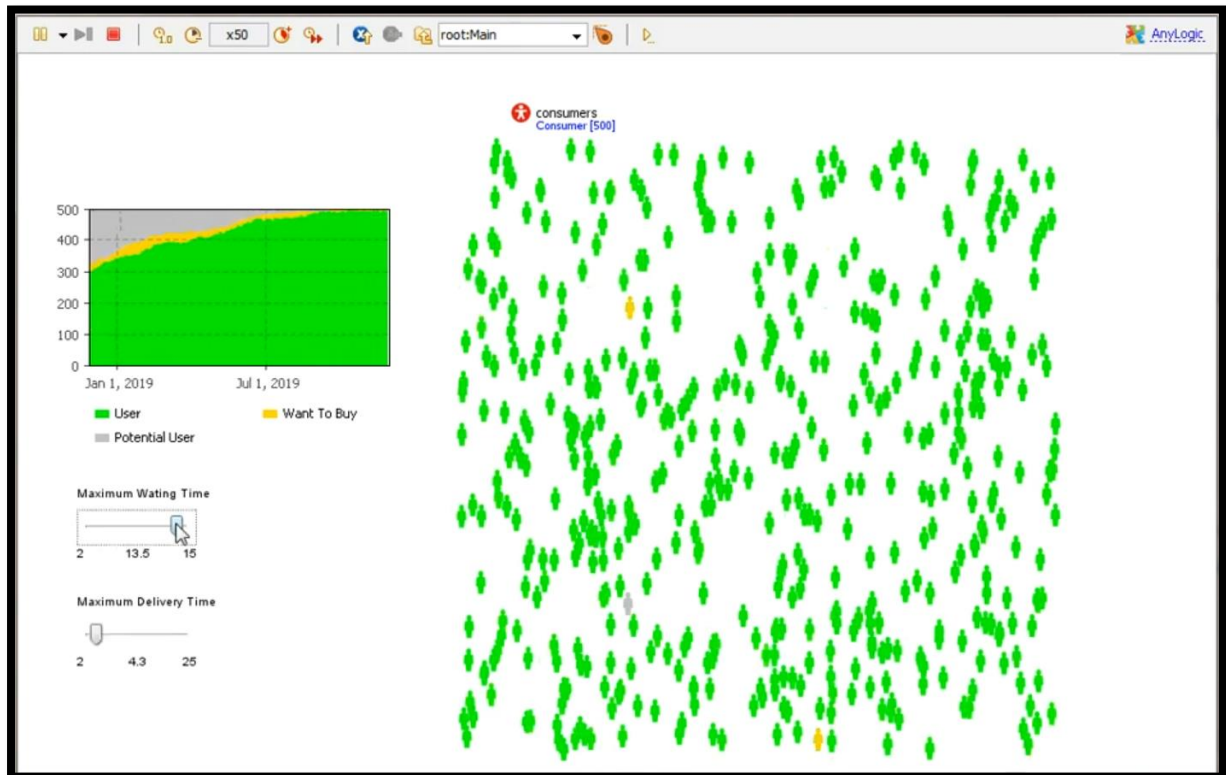 x50
root:Main
AnyLogic
consumers
Consumer [500]
500
400
300
200
100
0
Jan 1, 2019 Jul 1, 2019
User Want To Buy
Potential User
Maximum Wating Time
2 13.5 15
Maximum Delivery Time
2 4.3 25